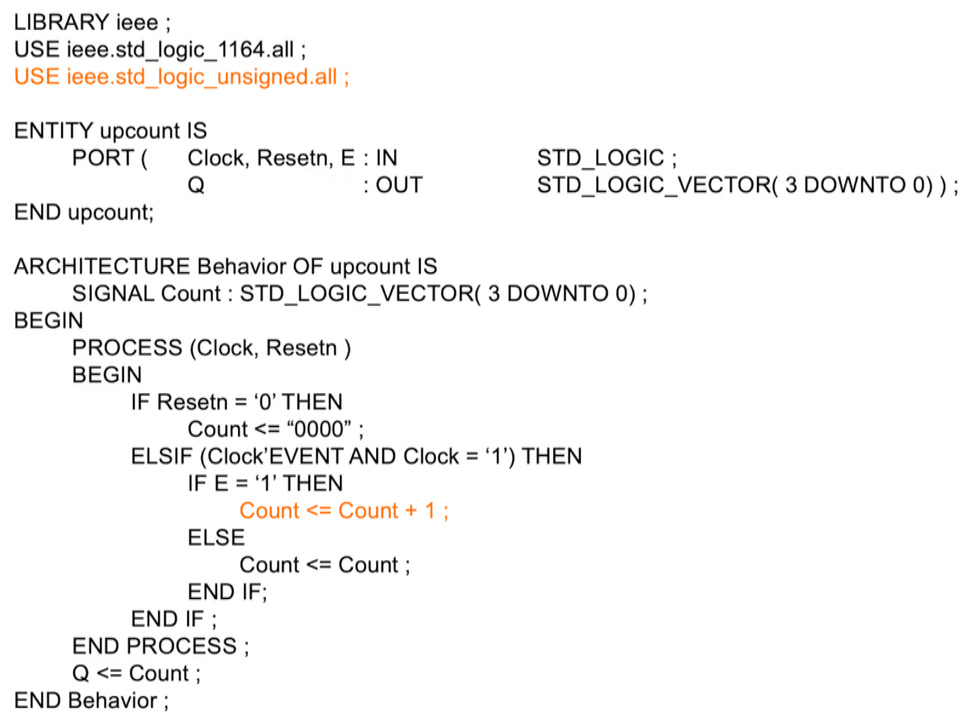 LIBRARY ieee ;
USE ieee.std_logic_1164.all ;
USE ieee.std_logic_unsigned.all ;
ENTITY upcount IS
PORT ( Clock, Resetn, E : IN STD_LOGIC ;
Q : OUT STD_LOGIC_VECTOR( 3 DOWNTO 0) ) ;
END upcount;
ARCHITECTURE Behavior OF upcount IS
SIGNAL Count : STD_LOGIC_VECTOR( 3 DOWNTO 0) ;
BEGIN
PROCESS (Clock, Resetn )
BEGIN
IF Resetn = ‘0’ THEN
Count <= “0000” ;
ELSIF (Clock’EVENT AND Clock = ‘1’) THEN
IF E = ‘1’ THEN
Count <= Count + 1 ;
ELSE
Count <= Count ;
END IF;
END IF ;
END PROCESS ;
Q <= Count ;
END Behavior ;